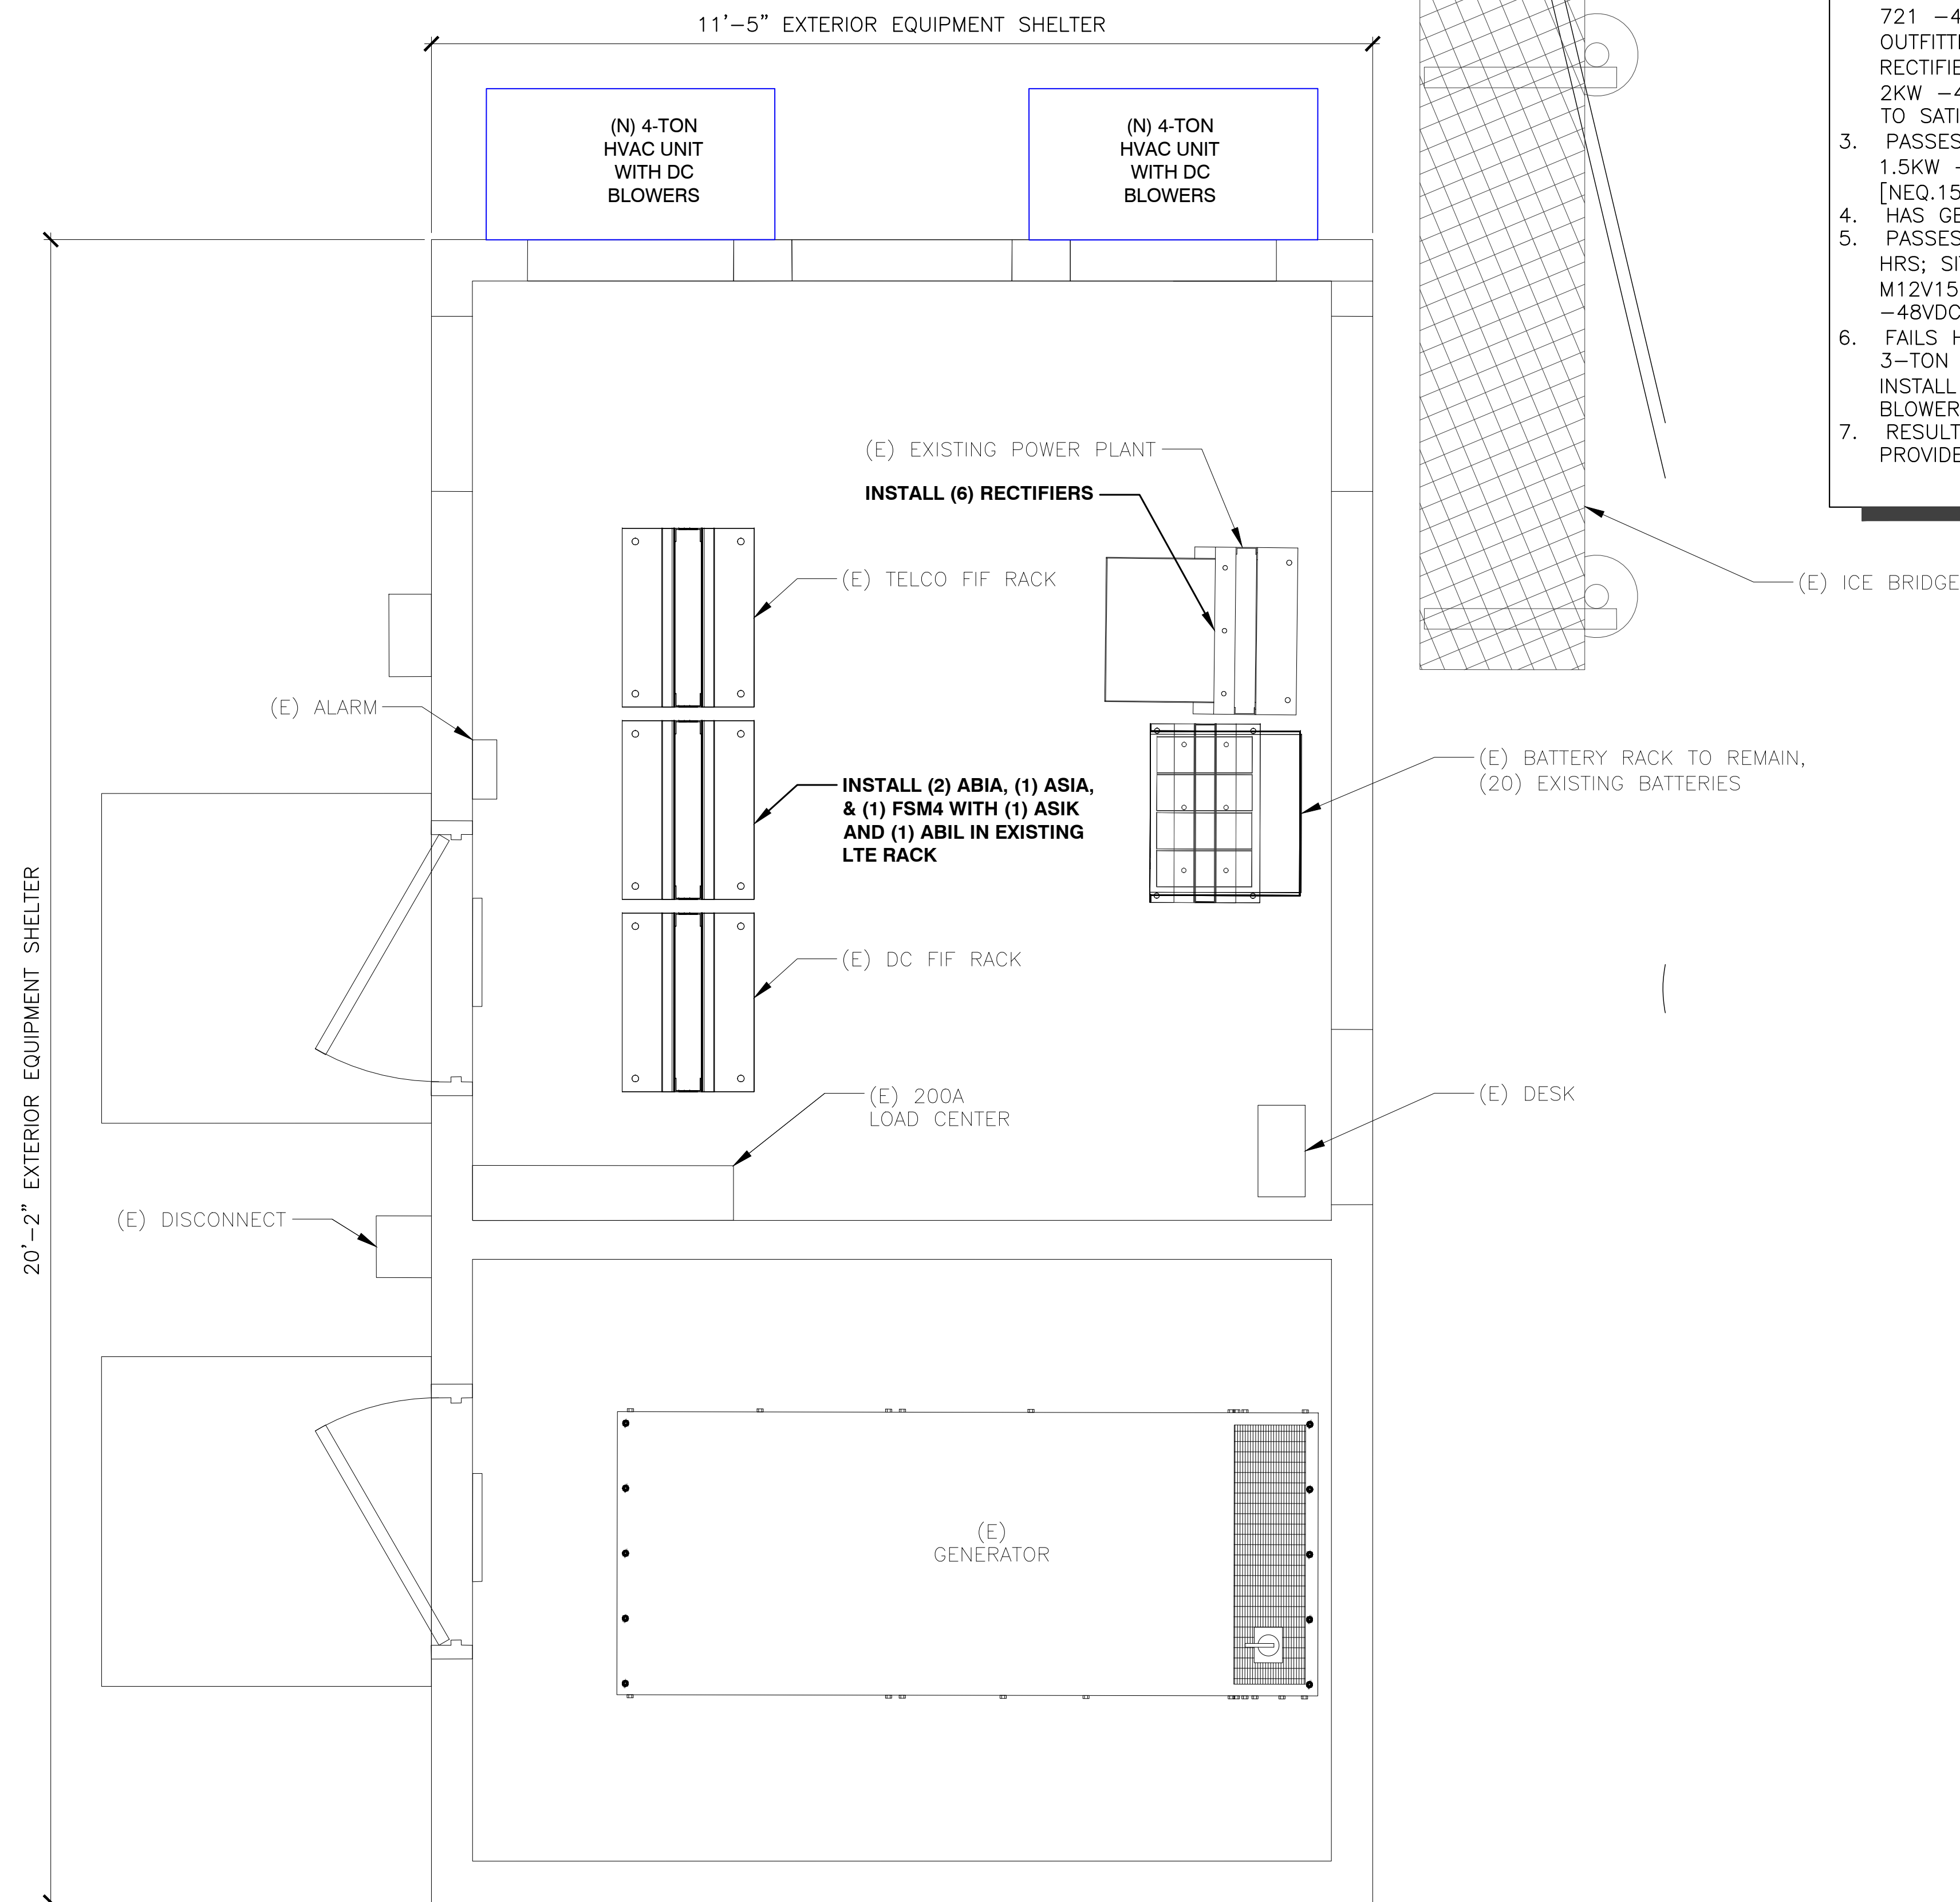 11'-5" EXTERIOR EQUIPMENT SHELTER
(N) 4-TON
HVAC UNIT
WITH DC
BLOWERS
(N) 4-TON
HVAC UNIT
WITH DC
BLOWERS
721 -4
OUTFITT
RECTIFIE
2KW -4
TO SATI
3. PASSES
1.5KW -
[NEQ.15
4. HAS GE
5. PASSES
HRS; SI
M12V15
-48VDC
6. FAILS H
3-TON
INSTALL
BLOWER
7. RESULT
PROVIDE
(E) EXISTING POWER PLANT
INSTALL (6) RECTIFIERS
(E) TELCO FIF RACK
(E) ICE BRIDGE
(E) ALARM
(E) BATTERY RACK TO REMAIN,
(20) EXISTING BATTERIES
INSTALL (2) ABIA, (1) ASIA,
& (1) FSM4 WITH (1) ASIK
AND (1) ABIL IN EXISTING
LTE RACK
20'-2" EXTERIOR EQUIPMENT SHELTER
(E) DC FIF RACK
(E) 200A
LOAD CENTER
(E) DESK
(E) DISCONNECT
(E)
GENERATOR